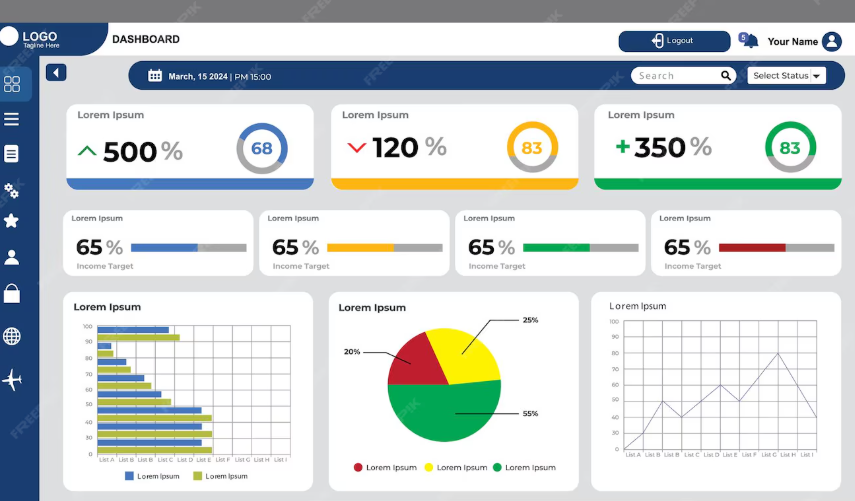 LOGO
Tagline Here
DASHBOARD
Logout
5
Your Name
March, 15 2024 | PM 15:00
Search
Select Status
Lorem Ipsum
500 %
68
Lorem Ipsum
120 %
83
Lorem Ipsum
+ 350 %
83
Lorem Ipsum
65 %
Income Target
Lorem Ipsum
65 %
Income Target
Lorem Ipsum
65 %
Income Target
Lorem Ipsum
65 %
Income Target
Lorem Ipsum
100
90
80
70
60
50
40
30
0
List A List B List B List C List D List E List F List G List H List I
Lorem Ipsum Lorem Ipsum
Lorem Ipsum
25%
20%
55%
Lorem Ipsum Lorem Ipsum Lorem Ipsum
Lorem Ipsum
100
90
80
60
50
60
40
30
0
List A List B List B List C List D List E List F List G List H List I
FREEPIK